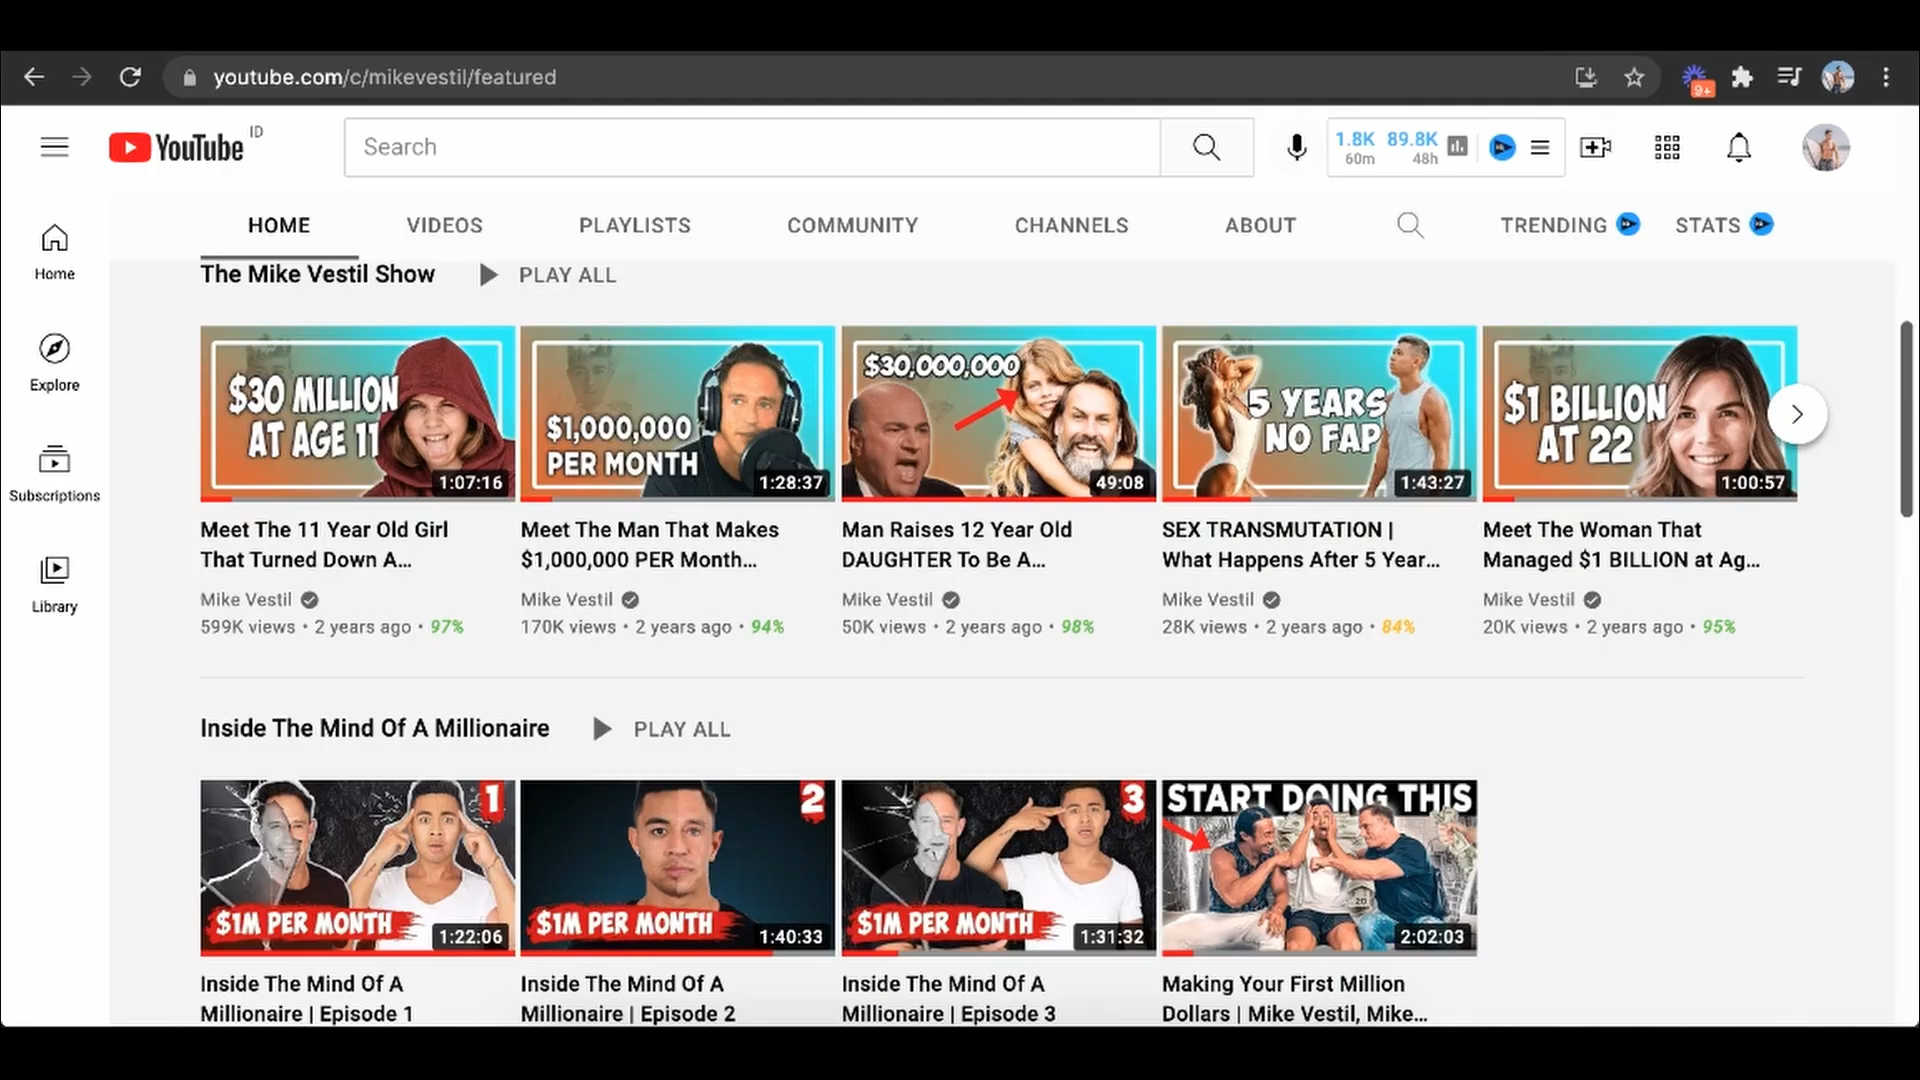 youtube.com/c/mikevestil/featured
9+
YouTube ID
Search
1.8K 89.8K
60m 48h
HOME VIDEOS PLAYLISTS COMMUNITY CHANNELS ABOUT TRENDING STATS
Home
Explore
Subscriptions
Library
The Mike Vestil Show PLAY ALL
$30 MILLION
AT AGE 11
1:07:16
Meet The 11 Year Old Girl
That Turned Down A...
Mike Vestil
599K views • 2 years ago • 97%
$1,000,000
PER MONTH
1:28:37
Meet The Man That Makes
$1,000,000 PER Month...
Mike Vestil
170K views • 2 years ago • 94%
$30,000,000
49:08
Man Raises 12 Year Old
DAUGHTER To Be A...
Mike Vestil
50K views • 2 years ago • 98%
5 YEARS
NO FAP
1:43:27
SEX TRANSMUTATION |
What Happens After 5 Year...
Mike Vestil
28K views • 2 years ago • 84%
$1 BILLION
AT 22
1:00:57
Meet The Woman That
Managed $1 BILLION at Ag...
Mike Vestil
20K views • 2 years ago • 95%
Inside The Mind Of A Millionaire PLAY ALL
1
$1M PER MONTH
1:22:06
Inside The Mind Of A
Millionaire | Episode 1
2
$1M PER MONTH
1:40:33
Inside The Mind Of A
Millionaire | Episode 2
3
$1M PER MONTH
1:31:32
Inside The Mind Of A
Millionaire | Episode 3
START DOING THIS
2:02:03
Making Your First Million
Dollars | Mike Vestil, Mike...